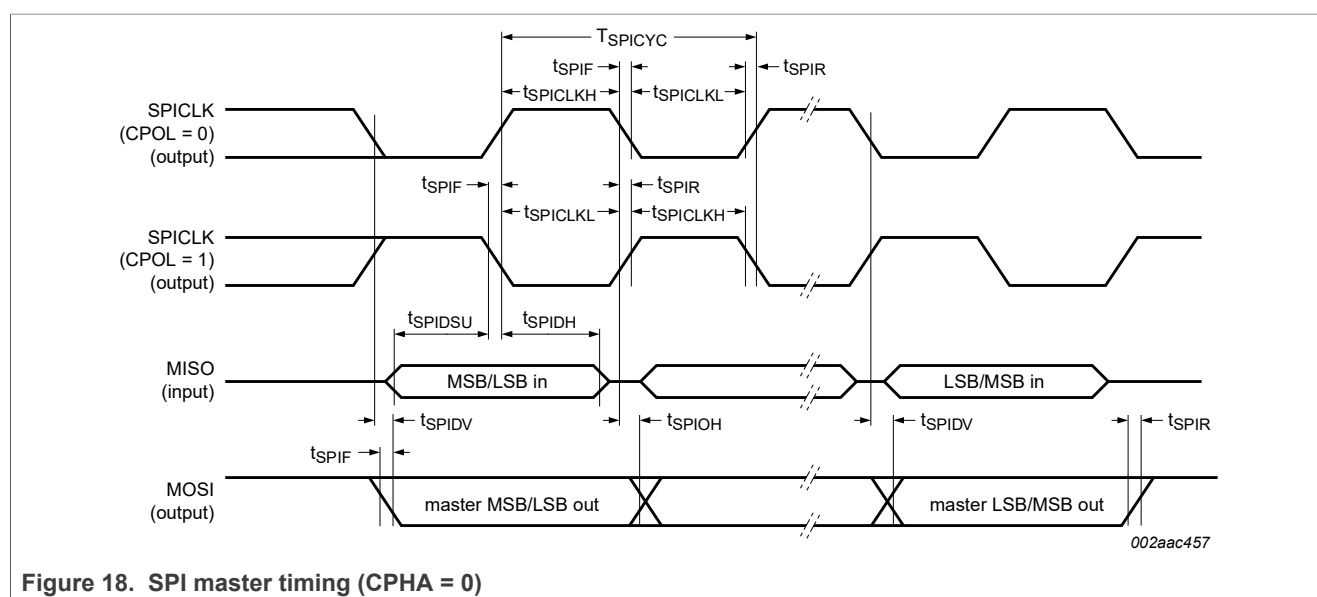 TSPICYC
tSPIF
tSPIR
tSPICLKH
tSPICLKL
SPICLK
(CPOL = 0)
(output)
tSPIF
tSPIR
tSPICLKL
tSPICLKH
SPICLK
(CPOL = 1)
(output)
tSPIDSU
tSPIDH
MISO
(input)
MSB/LSB in
LSB/MSB in
tSPIDV
tSPIOH
tSPIDV
tSPIR
tSPIF
MOSI
(output)
master MSB/LSB out
master LSB/MSB out
002aac457
Figure 18. SPI master timing (CPHA = 0)